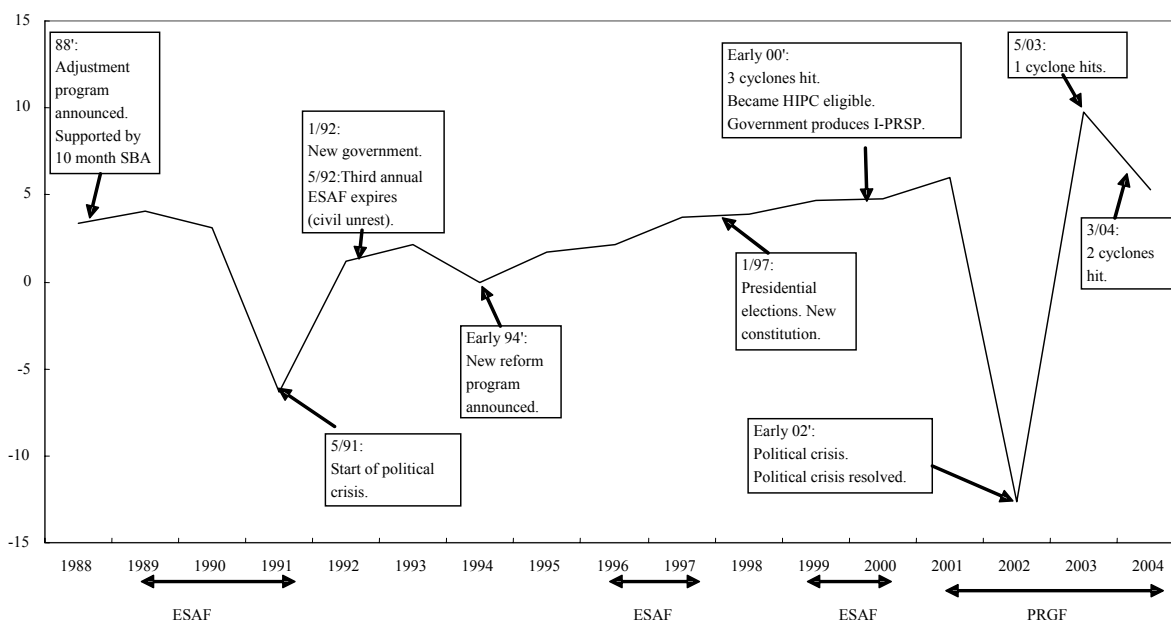 15
10
5
0
-5
-10
-15
88':
Adjustment
program
announced.
Supported by
10 month SBA
1/92:
New government.
5/92:Third annual
ESAF expires
(civil unrest).
Early 00':
3 cyclones hit.
Became HIPC eligible.
Government produces I-PRSP.
5/03:
1 cyclone hits.
3/04:
2 cyclones
hit.
1/97:
Presidential
elections. New
constitution.
Early 94':
New reform
program
announced.
5/91:
Start of political
crisis.
Early 02':
Political crisis.
Political crisis resolved.
1988 1989 1990 1991 1992 1993 1994 1995 1996 1997 1998 1999 2000 2001 2002 2003 2004
ESAF ESAF ESAF PRGF